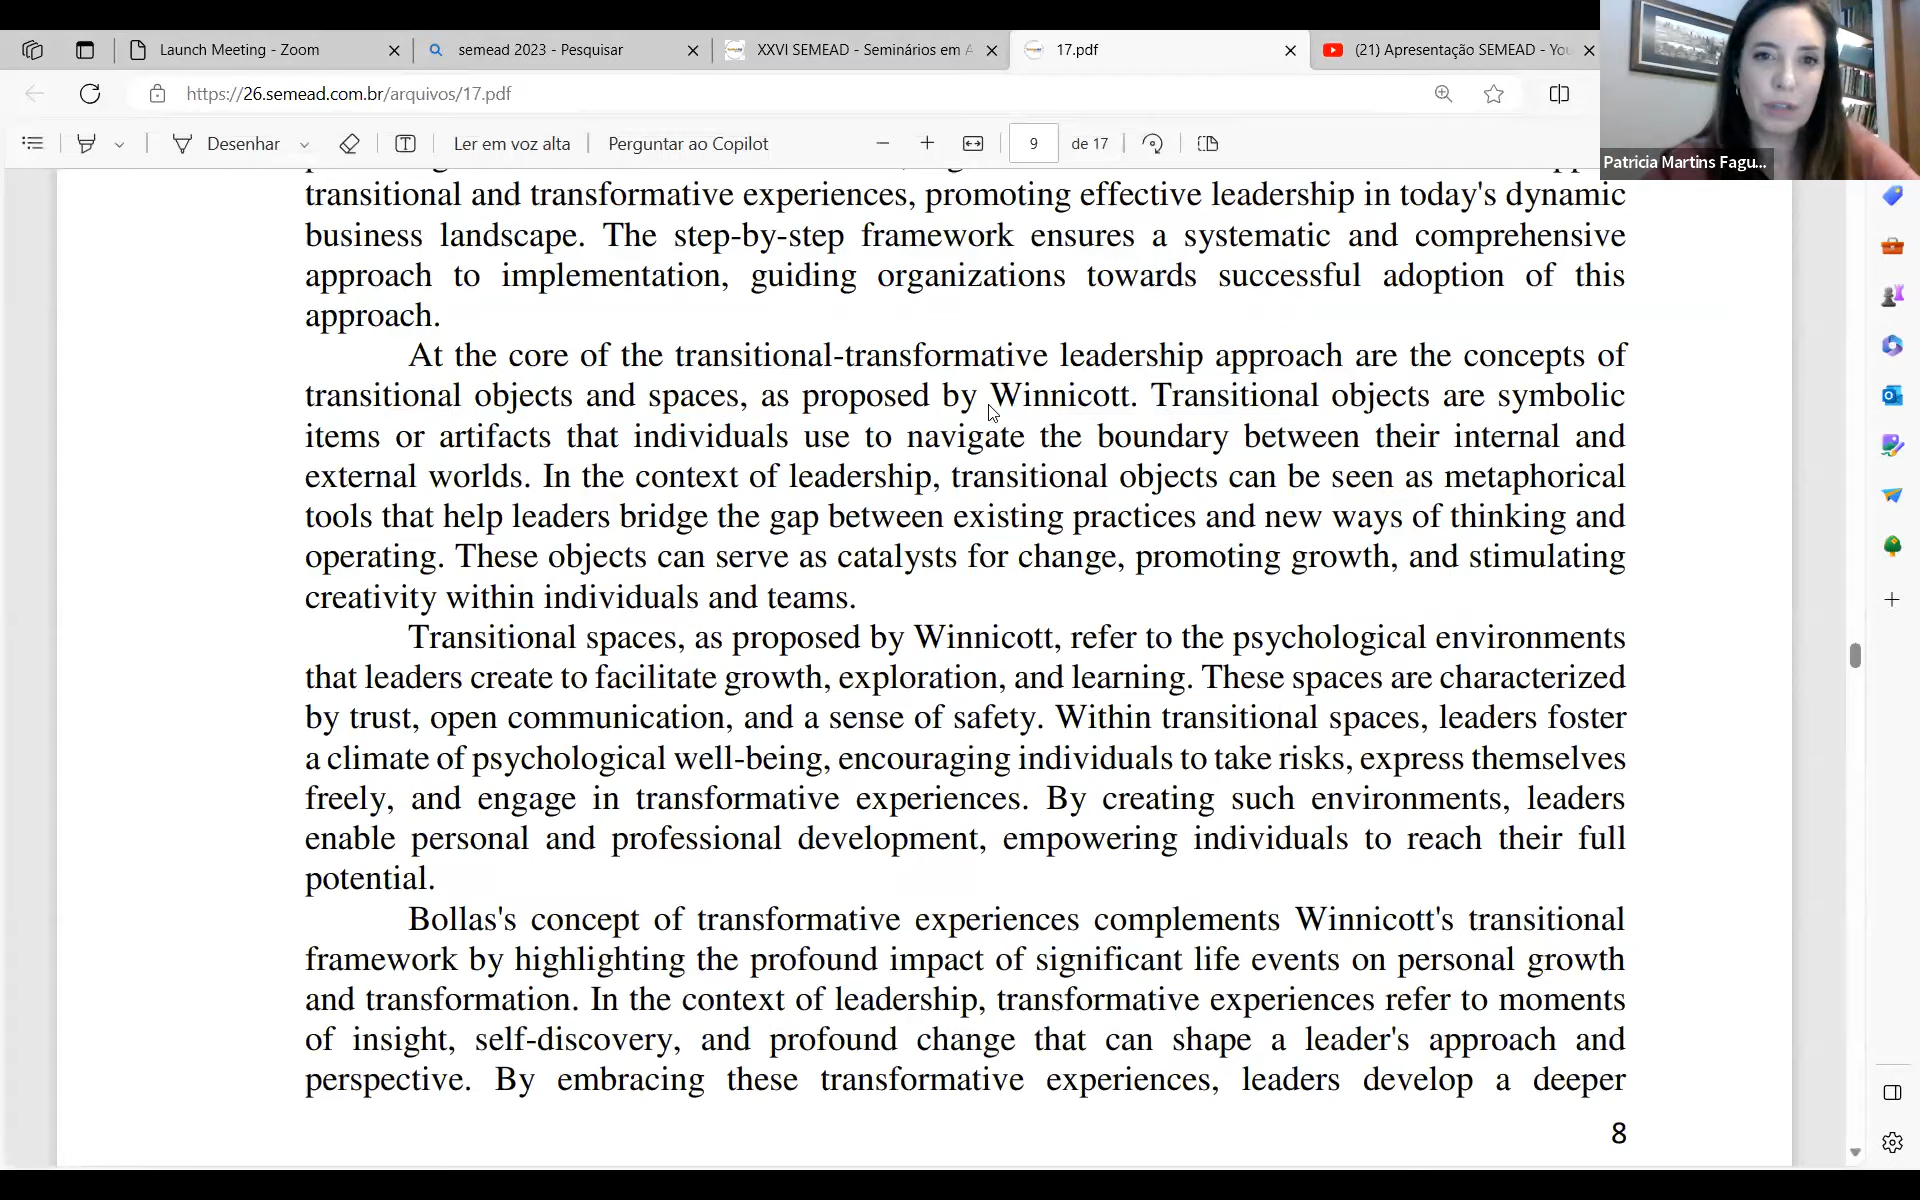 Launch Meeting - Zoom
semead 2023 - Pesquisar
XXVI SEMEAD - Seminários em A
17.pdf
(21) Apresentação SEMEAD - You
https://26.semead.com.br/arquivos/17.pdf
Desenhar
Ler em voz alta
Perguntar ao Copilot
9
de 17
Patricia Martins Fagu...
transitional and transformative experiences, promoting effective leadership in today's dynamic
business landscape. The step-by-step framework ensures a systematic and comprehensive
approach to implementation, guiding organizations towards successful adoption of this
approach.
At the core of the transitional-transformative leadership approach are the concepts of
transitional objects and spaces, as proposed by Winnicott. Transitional objects are symbolic
items or artifacts that individuals use to navigate the boundary between their internal and
external worlds. In the context of leadership, transitional objects can be seen as metaphorical
tools that help leaders bridge the gap between existing practices and new ways of thinking and
operating. These objects can serve as catalysts for change, promoting growth, and stimulating
creativity within individuals and teams.
Transitional spaces, as proposed by Winnicott, refer to the psychological environments
that leaders create to facilitate growth, exploration, and learning. These spaces are characterized
by trust, open communication, and a sense of safety. Within transitional spaces, leaders foster
a climate of psychological well-being, encouraging individuals to take risks, express themselves
freely, and engage in transformative experiences. By creating such environments, leaders
enable personal and professional development, empowering individuals to reach their full
potential.
Bollas's concept of transformative experiences complements Winnicott's transitional
framework by highlighting the profound impact of significant life events on personal growth
and transformation. In the context of leadership, transformative experiences refer to moments
of insight, self-discovery, and profound change that can shape a leader's approach and
perspective. By embracing these transformative experiences, leaders develop a deeper
8